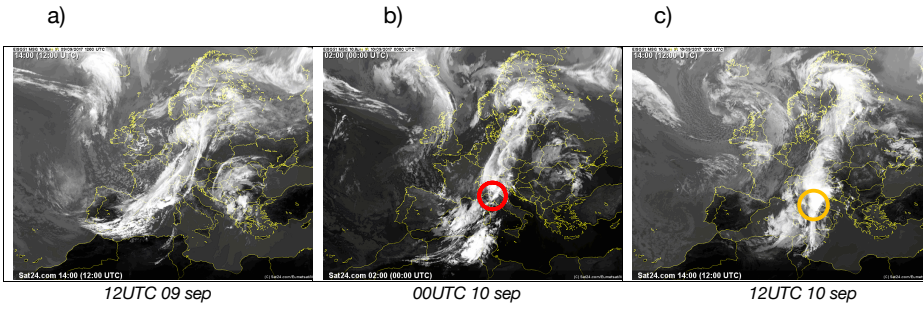 a)
b)
c)
14:00 (12:00 UTC)
02:00 (00:00 UTC)
14:00 (12:00 UTC)
Sat24.com 14:00 (12:00 UTC)
Sat24.com 02:00 (00:00 UTC)
Sat24.com 14:00 (12:00 UTC)
12UTC 09 sep
00UTC 10 sep
12UTC 10 sep